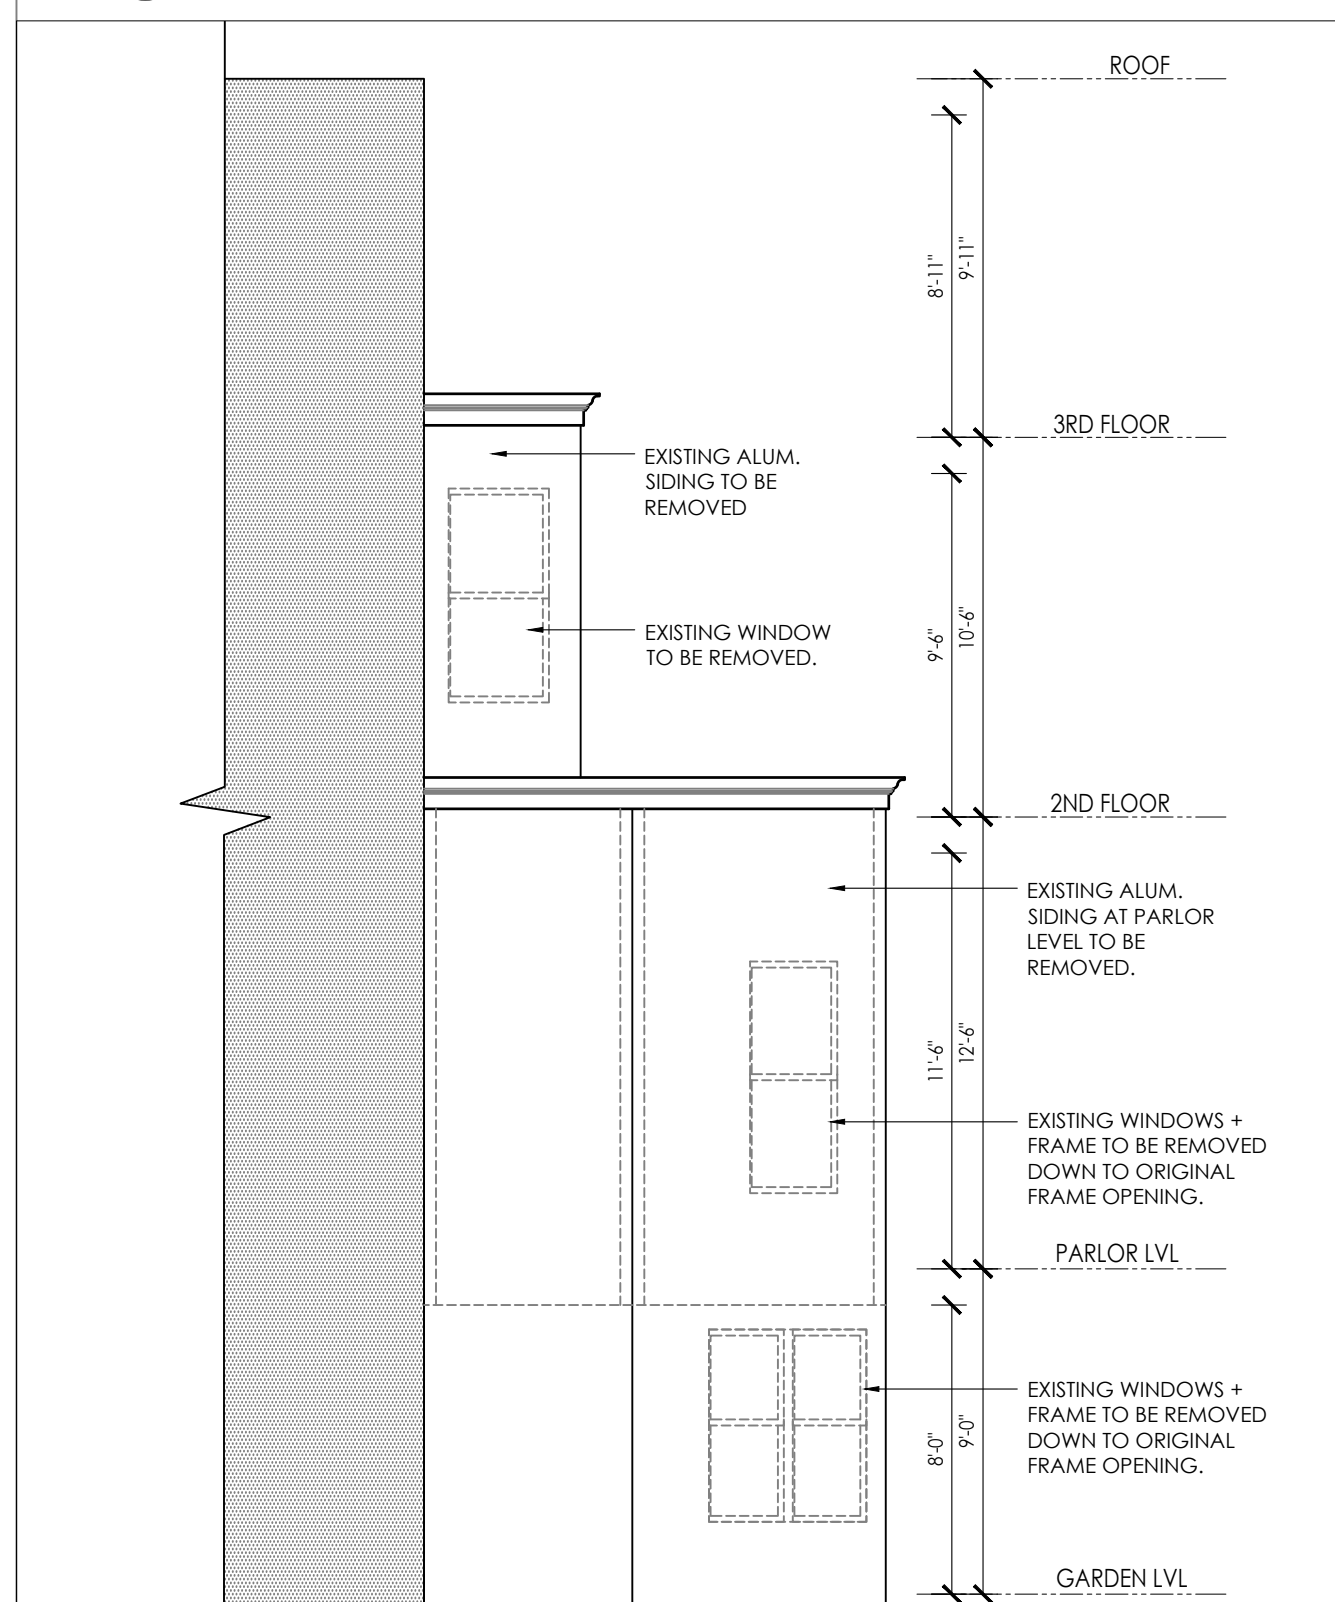 ROOF
8'-11"
9'-11"
3RD FLOOR
EXISTING ALUM.
SIDING TO BE
REMOVED
9'-6"
10'-6"
EXISTING WINDOW
TO BE REMOVED.
2ND FLOOR
EXISTING ALUM.
SIDING AT PARLOR
LEVEL TO BE
REMOVED.
11'-6"
12'-6"
EXISTING WINDOWS +
FRAME TO BE REMOVED
DOWN TO ORIGINAL
FRAME OPENING.
PARLOR LVL
EXISTING WINDOWS +
FRAME TO BE REMOVED
DOWN TO ORIGINAL
FRAME OPENING.
8'-0"
9'-0"
GARDEN LVL